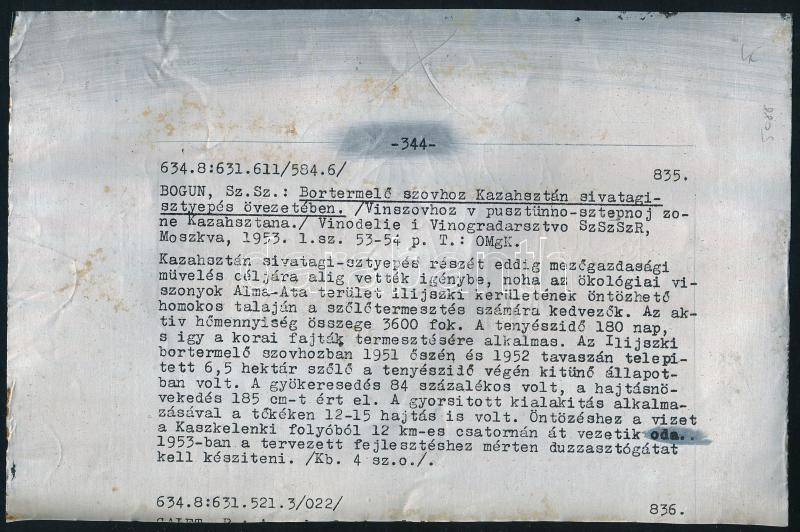 -344-
634.8:631.611/584.6/ 835.
BOGUN, Sz.Sz.: Bortermelő szovhoz Kazahsztán sivatagi-
sztyepés övezetében. /Vinszovhoz v pusztünno-sztepnoj zo-
ne Kazahsztana./ Vinodelie i Vinogradarsztvo SzSzSzR,
Moszkva, 1953. 1.sz. 53-54 p. T.: OMgK.
Kazahsztán sivatagi-sztyepés részét eddig mezőgazdasági
müvelés céljára alig vették igénybe, noha az ökológiai vi-
szonyok Alma-Ata terület ilijszki kerületének öntözhető
homokos talaján a szőlőtermesztés számára kedvezők. Az ak-
tiv hőmennyiség összege 3600 fok. A tenyészidő 180 nap,
s igy a korai fajták termesztésére alkalmas. Az Ilijszki
bortermelő szovhozban 1951 őszén és 1952 tavaszán telepi-
tett 6,5 hektár szőlő a tenyészidő végén kitünő állapot-
ban volt. A gyökeresedés 84 százalékos volt, a hajtásnö-
vekedés 185 cm-t ért el. A gyorsitott kialakitás alkalma-
zásával a tőkéken 12-15 hajtás is volt. Öntözéshez a vizet
a Kaszkelenki folyóból 12 km-es csatornán át vezetik oda..
1953-ban a tervezett fejlesztéshez mérten duzzasztógátat
kell késziteni. /Kb. 4 sz.o./.
634.8:631.521.3/022/ 836.